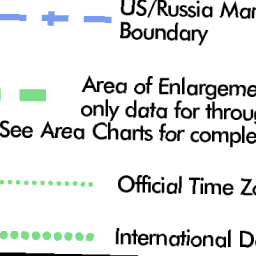 US/Russia Mar
Boundary
Area of Enlargeme
only data for throug
See Area Charts for comple
Official Time Zo
International D